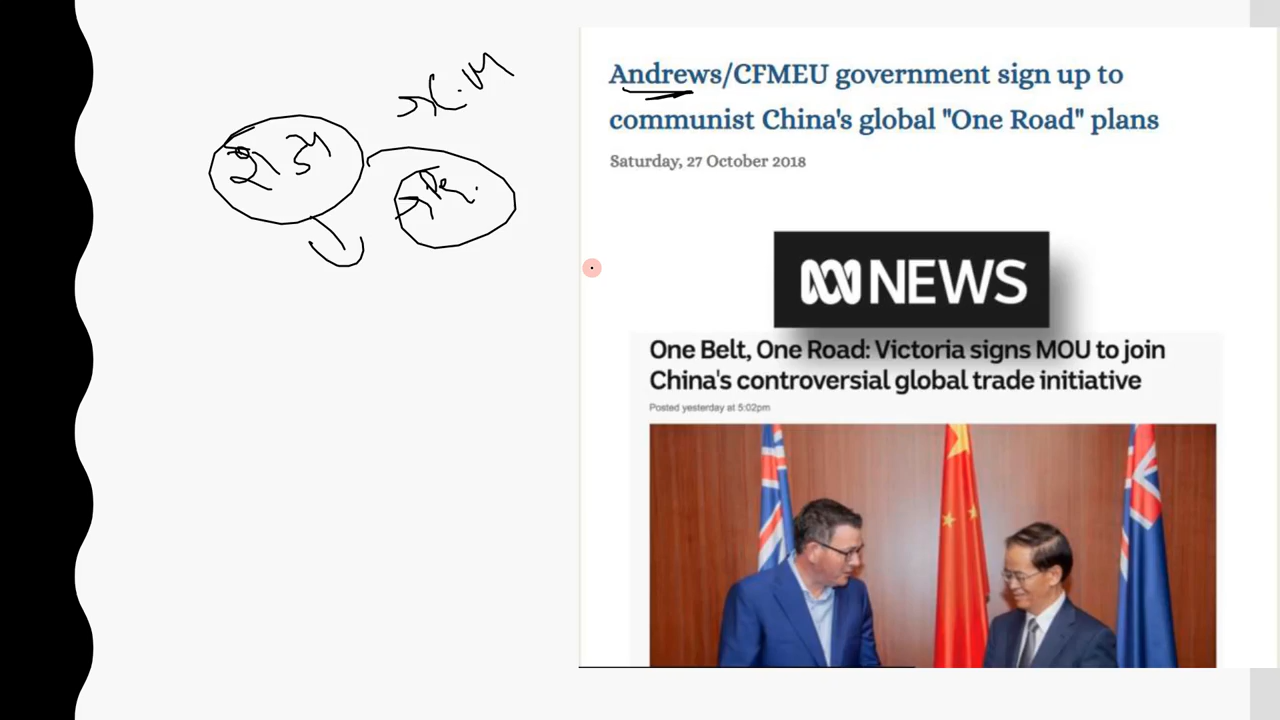 Andrews/CFMEU government sign up to
communist China's global "One Road" plans
Saturday, 27 October 2018
NEWS
One Belt, One Road: Victoria signs MOU to join
China's controversial global trade initiative
Posted yesterday at 5:02pm